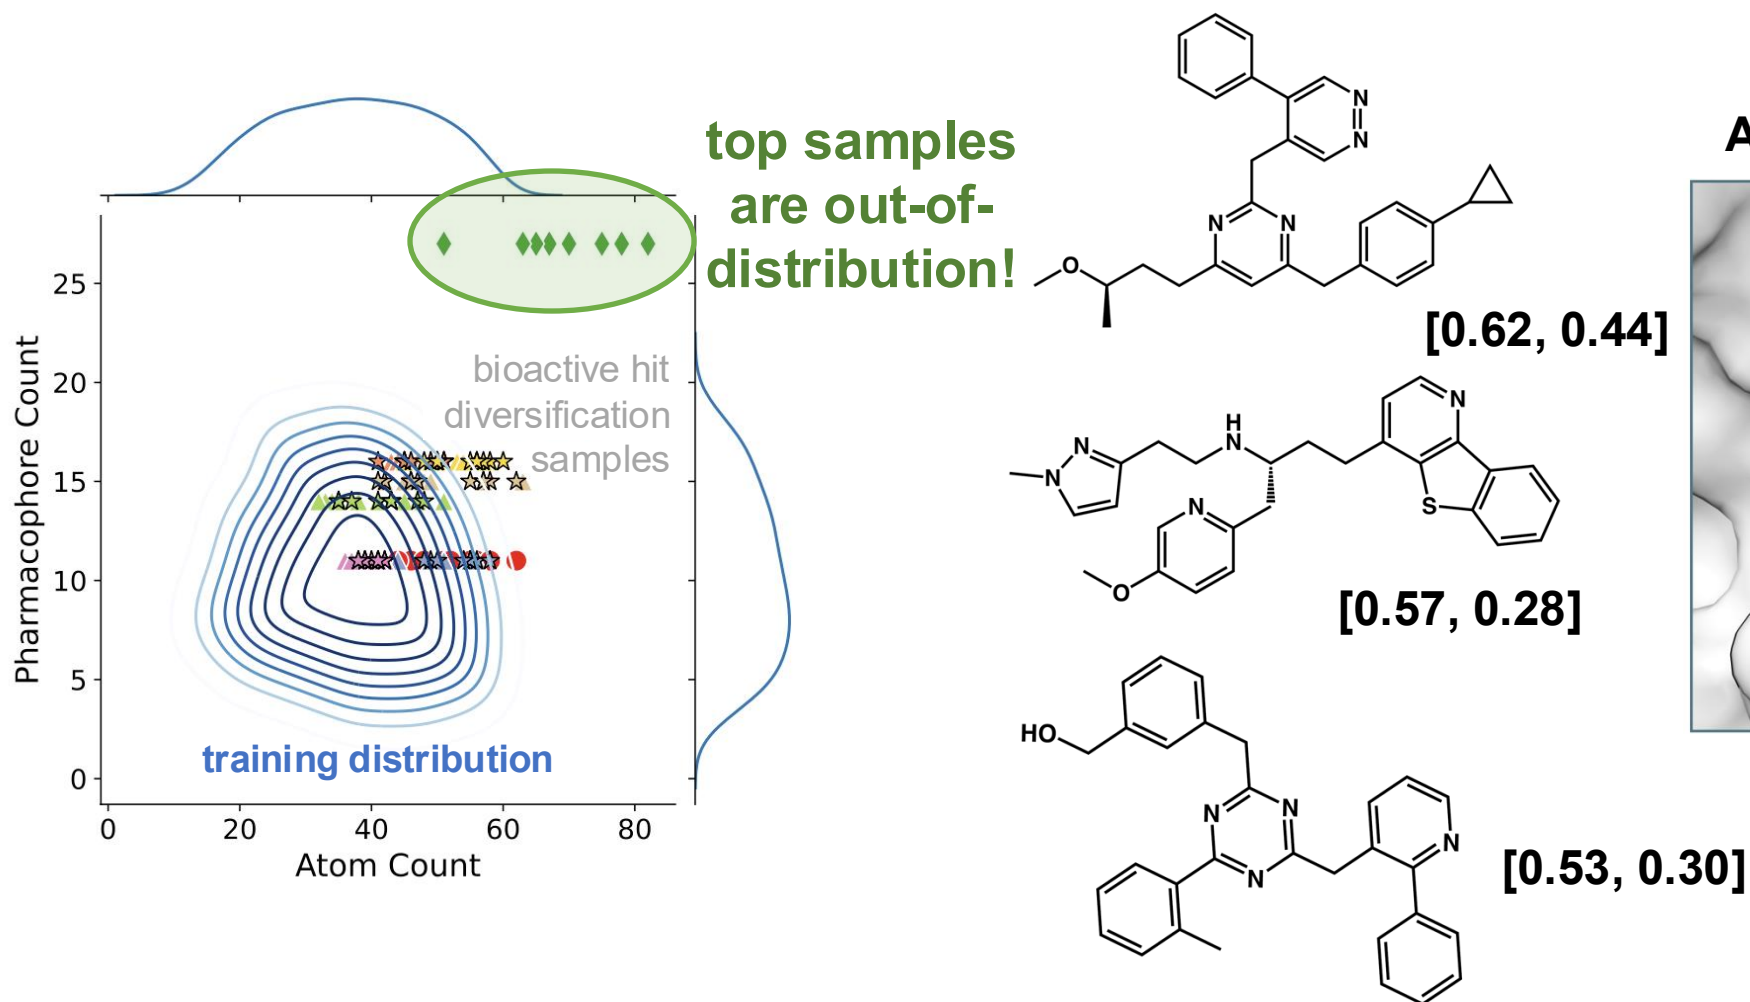 top samples
are out-of-
distribution!
bioactive hit
diversification
samples
training distribution
Pharmacophore Count
25
20
15
10
5
0
0 20 40 60 80
Atom Count
N
N
N N
O
[0.62, 0.44]
N
N
H
N
N
S
N
O
[0.57, 0.28]
HO
N N
N
N
[0.53, 0.30]
A